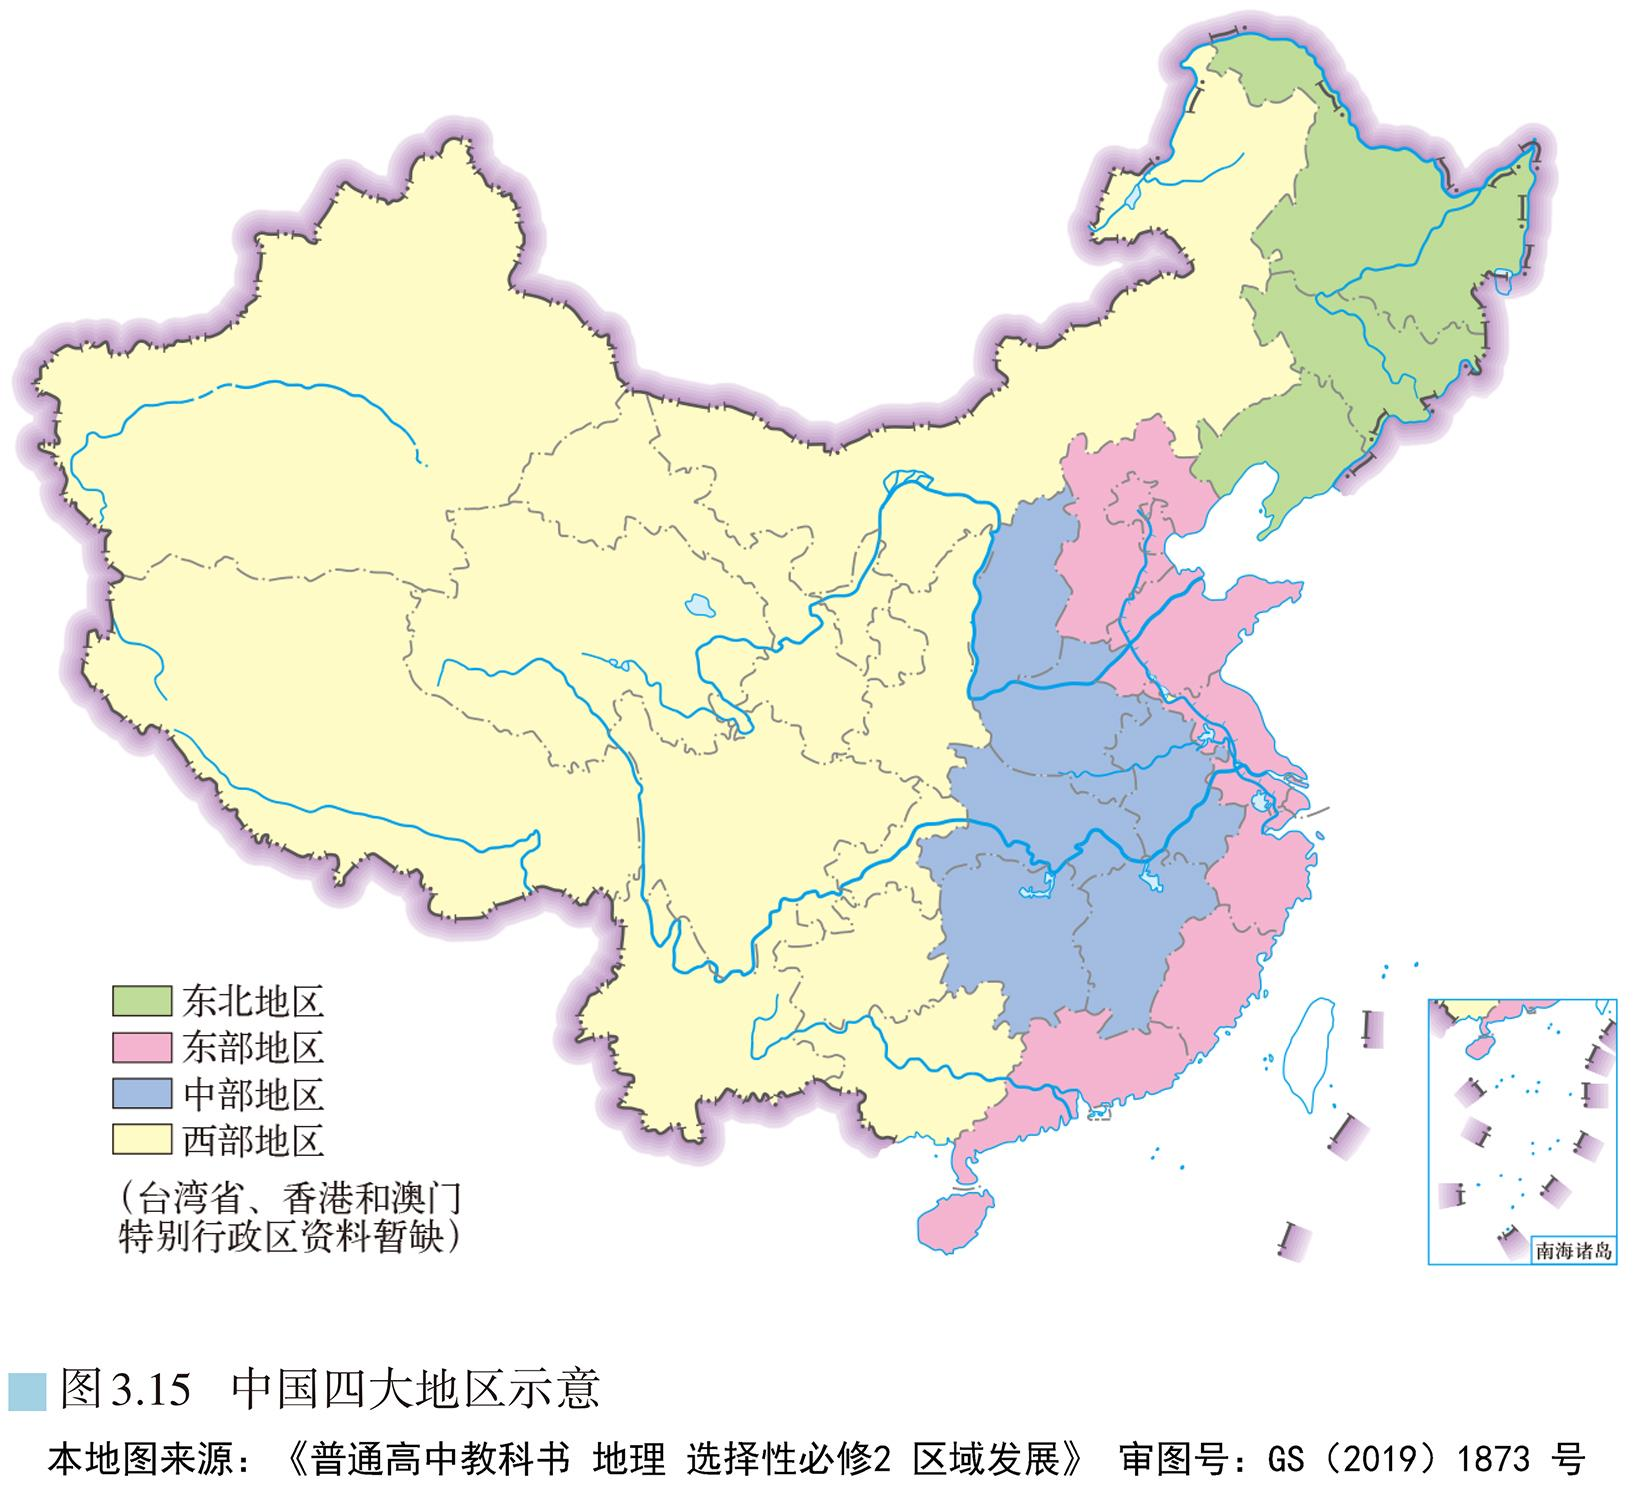 东北地区
东部地区
中部地区
西部地区
（台湾省、香港和澳门
特别行政区资料暂缺）
南海诸岛
图3.15 中国四大地区示意
本地图来源：《普通高中教科书 地理 选择性必修2 区域发展》 审图号：GS（2019）1873 号